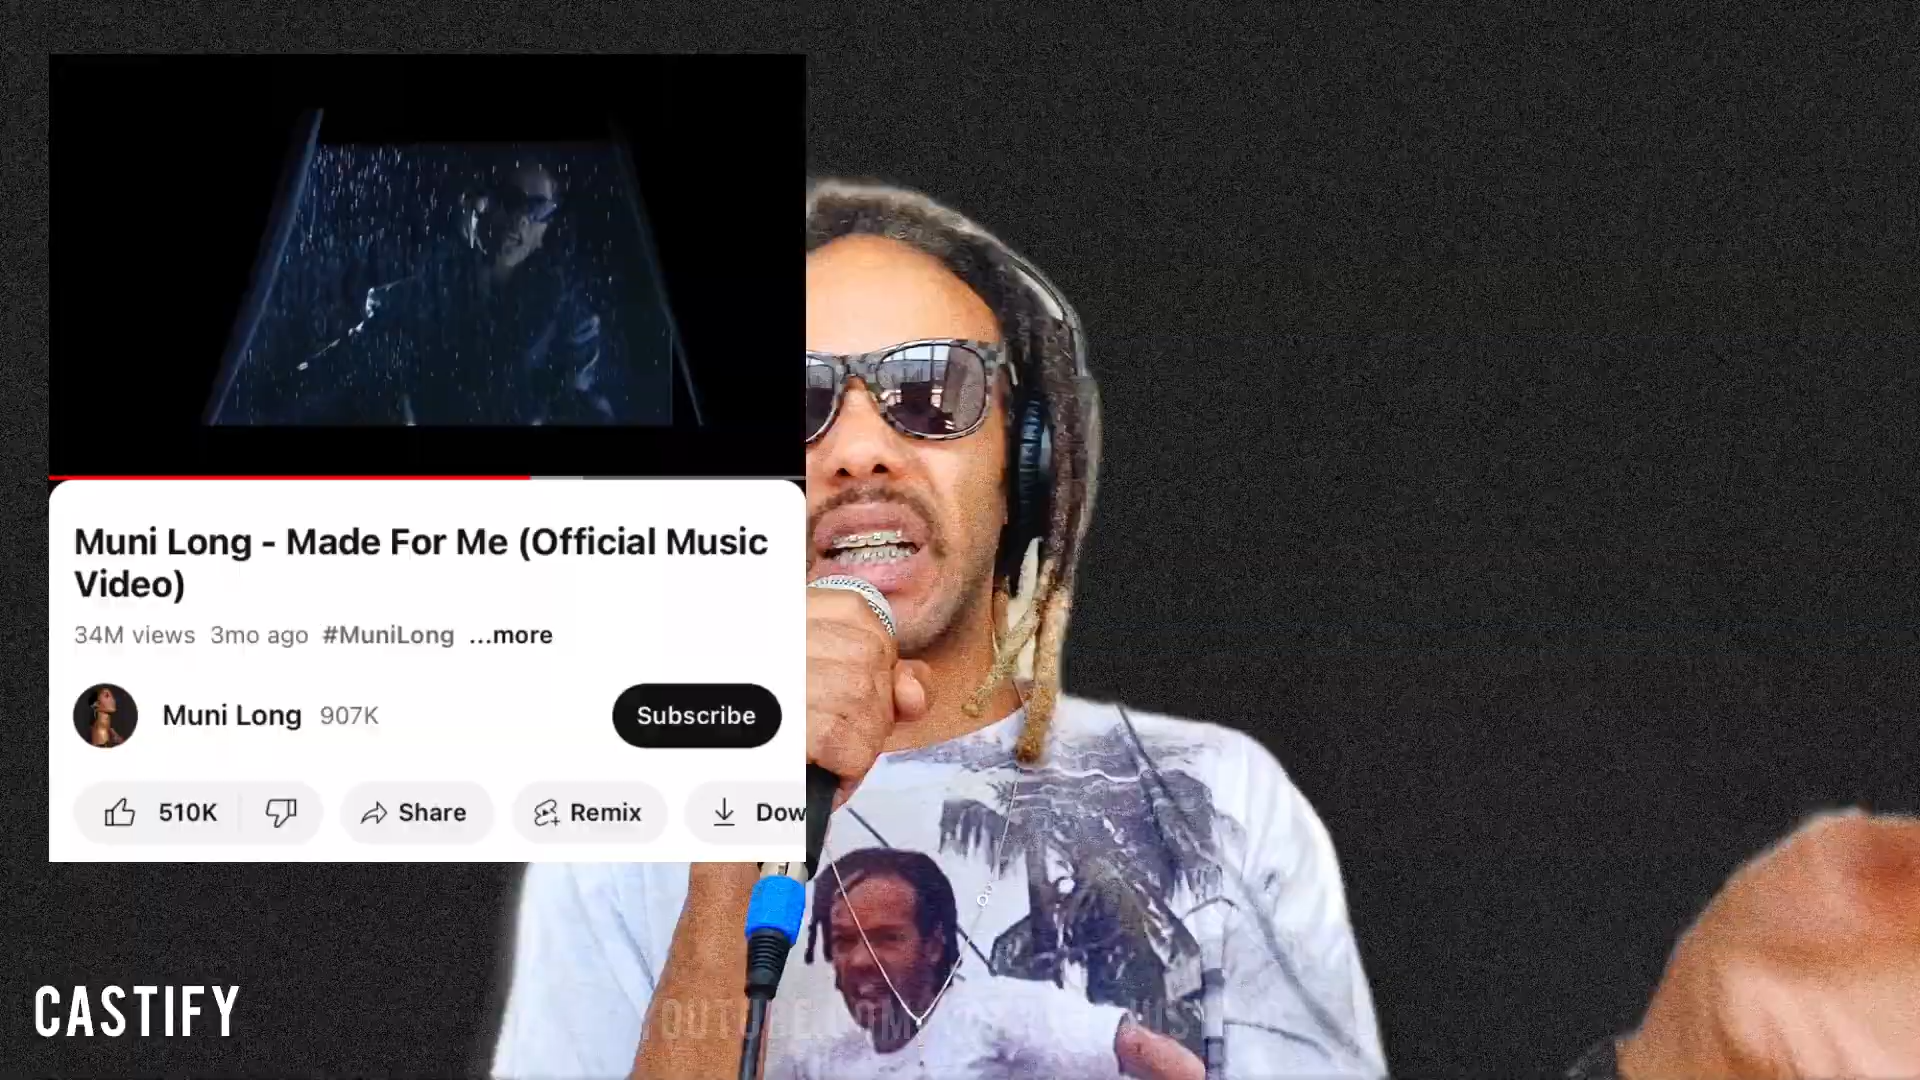 Muni Long - Made For Me (Official Music
Video)
34M views 3mo ago #MuniLong ...more
Muni Long 907K
Subscribe
510K
Share
Remix
Dow
CASTIFY